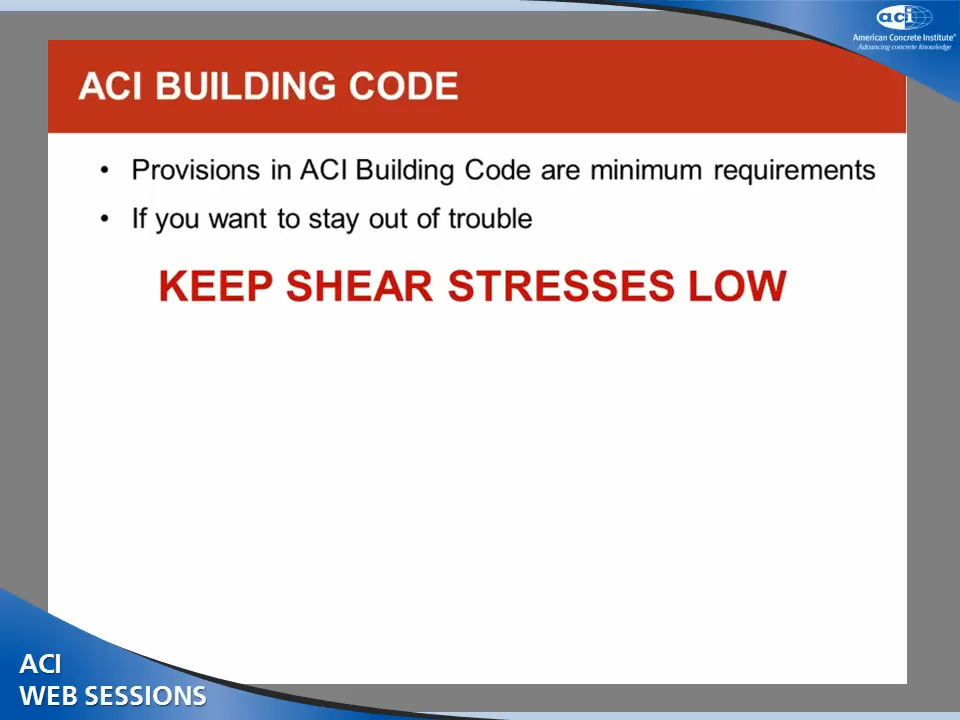 aci
American Concrete Institute®
Advancing concrete knowledge
ACI BUILDING CODE
• Provisions in ACI Building Code are minimum requirements
• If you want to stay out of trouble
KEEP SHEAR STRESSES LOW
ACI
WEB SESSIONS